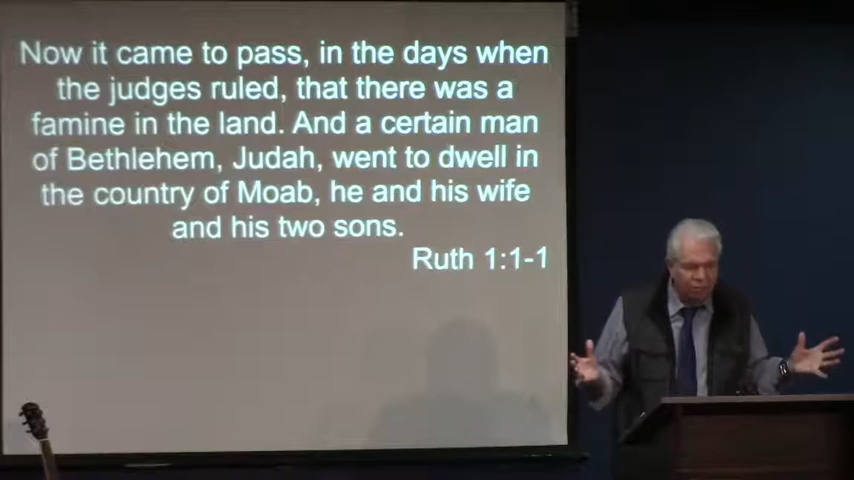 Now it came to pass, in the days when
the judges ruled, that there was a
famine in the land. And a certain man
of Bethlehem, Judah, went to dwell in
the country of Moab, he and his wife
and his two sons.
Ruth 1:1-1